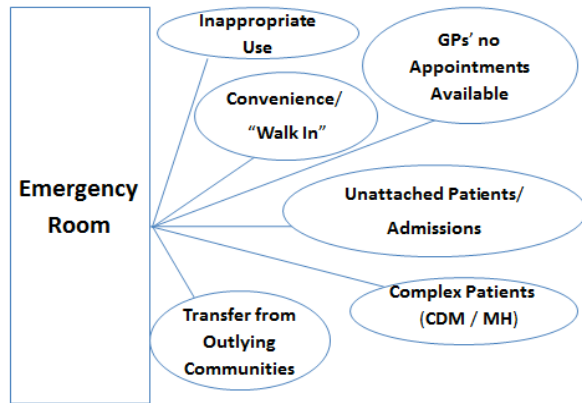 Inappropriate
Use
GPs’ no
Appointments
Available
Convenience/
“Walk In”
Emergency
Room
Unattached Patients/
Admissions
Complex Patients
(CDM / MH)
Transfer from
Outlying
Communities